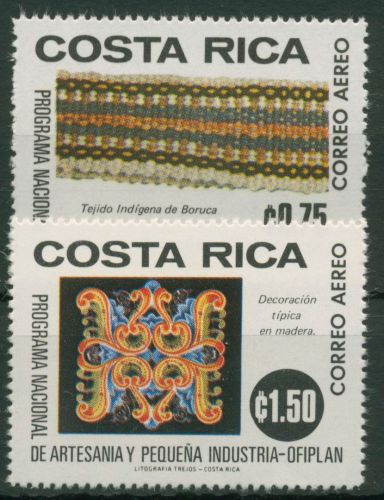 COSTA RICA
PROGRAMA NACION
CORREO AEREO
Tejido Indígena de Boruca
¢0.75
COSTA RICA
PROGRAMA NACIONAL
Decoración
típica
en madera.
CORREO AEREO
¢1.50
DE ARTESANIA Y PEQUEÑA INDUSTRIA-OFIPLAN
LITOGRAFIA TREJOS - COSTA RICA